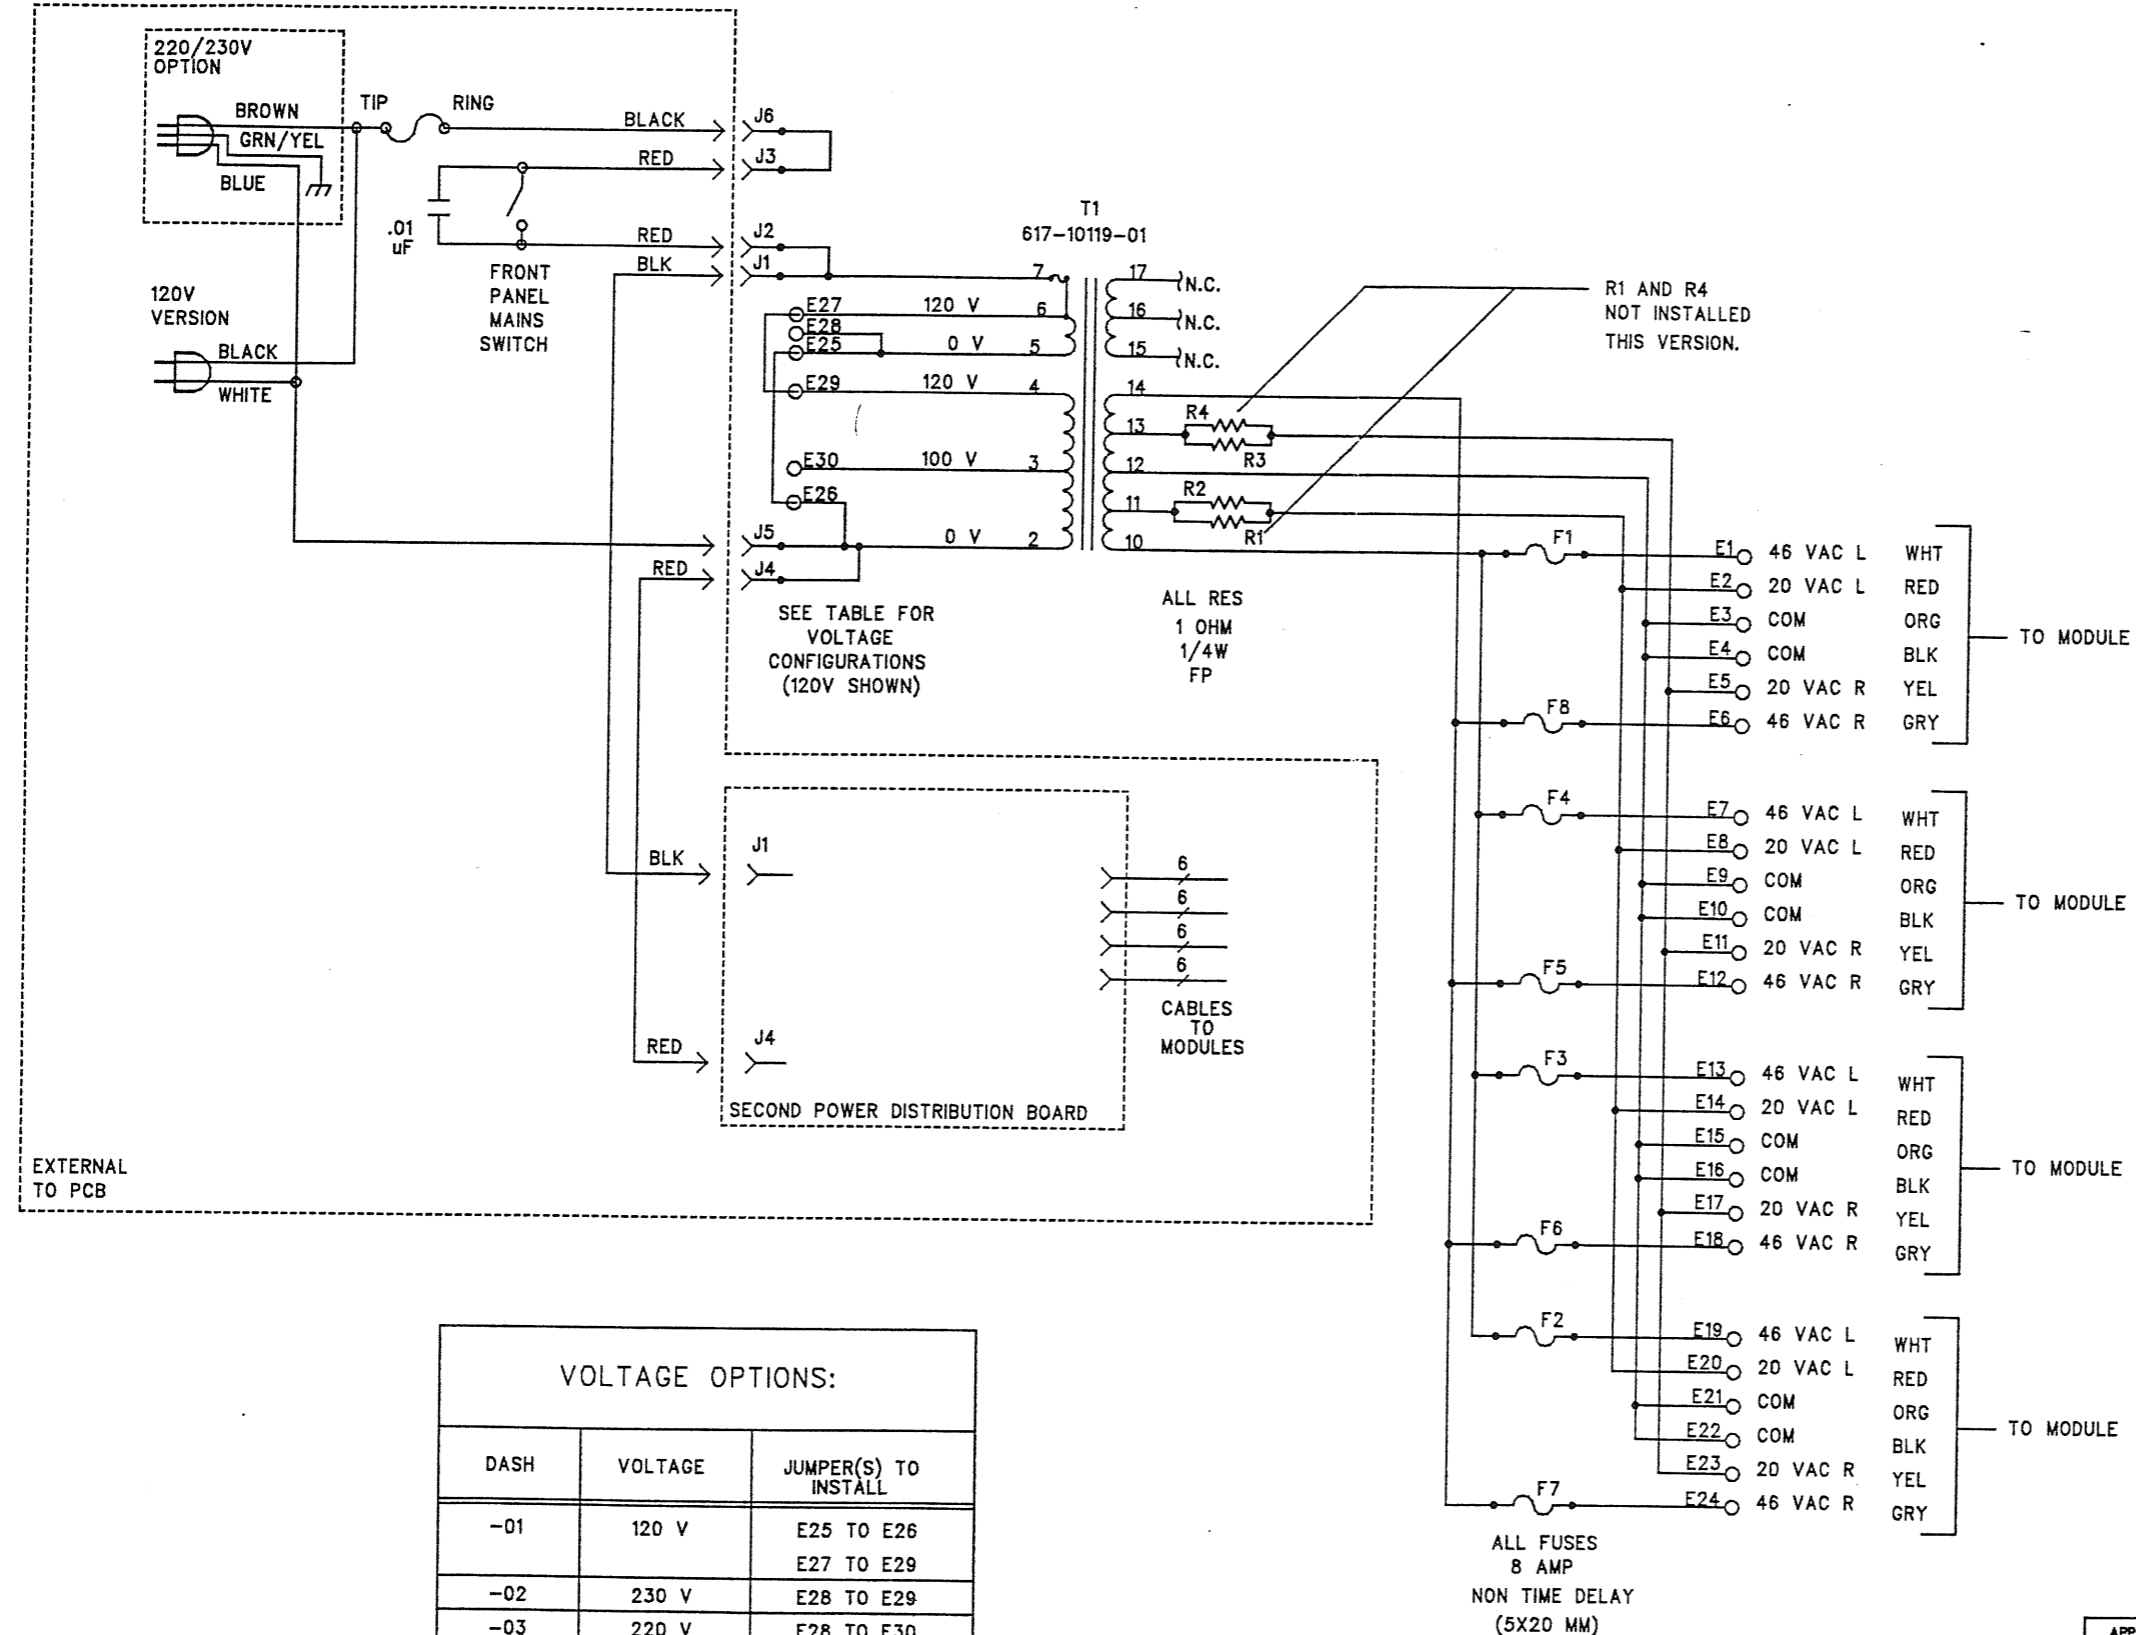 220/230V
OPTION
BROWN
GRN/YEL
BLUE
TIP
RING
BLACK
RED
.01
uF
RED
BLK
FRONT
PANEL
MAINS
SWITCH
120V
VERSION
BLACK
WHITE
RED
J6
J3
J2
J1
E27
E28
E25
E29
E30
E26
J5
J4
120 V
0 V
120 V
100 V
0 V
7
6
5
4
3
2
T1
617-10119-01
17
16
15
14
13
12
11
10
N.C.
N.C.
N.C.
R4
R3
R2
R1
R1 AND R4
NOT INSTALLED
THIS VERSION.
SEE TABLE FOR
VOLTAGE
CONFIGURATIONS
(120V SHOWN)
ALL RES
1 OHM
1/4W
FP
F1
E1 46 VAC L WHT
E2 20 VAC L RED
E3 COM ORG
E4 COM BLK
E5 20 VAC R YEL
F8
E6 46 VAC R GRY
TO MODULE
F4
E7 46 VAC L WHT
E8 20 VAC L RED
E9 COM ORG
E10 COM BLK
E11 20 VAC R YEL
F5
E12 46 VAC R GRY
TO MODULE
F3
E13 46 VAC L WHT
E14 20 VAC L RED
E15 COM ORG
E16 COM BLK
E17 20 VAC R YEL
F6
E18 46 VAC R GRY
TO MODULE
F2
E19 46 VAC L WHT
E20 20 VAC L RED
E21 COM ORG
E22 COM BLK
E23 20 VAC R YEL
F7
E24 46 VAC R GRY
TO MODULE
ALL FUSES
8 AMP
NON TIME DELAY
(5X20 MM)
BLK
J1
RED
J4
6
6
6
6
CABLES
TO
MODULES
SECOND POWER DISTRIBUTION BOARD
EXTERNAL
TO PCB
VOLTAGE OPTIONS:
DASH VOLTAGE JUMPER(S) TO
INSTALL
-01 120 V E25 TO E26
E27 TO E29
-02 230 V E28 TO E29
-03 220 V E28 TO E30